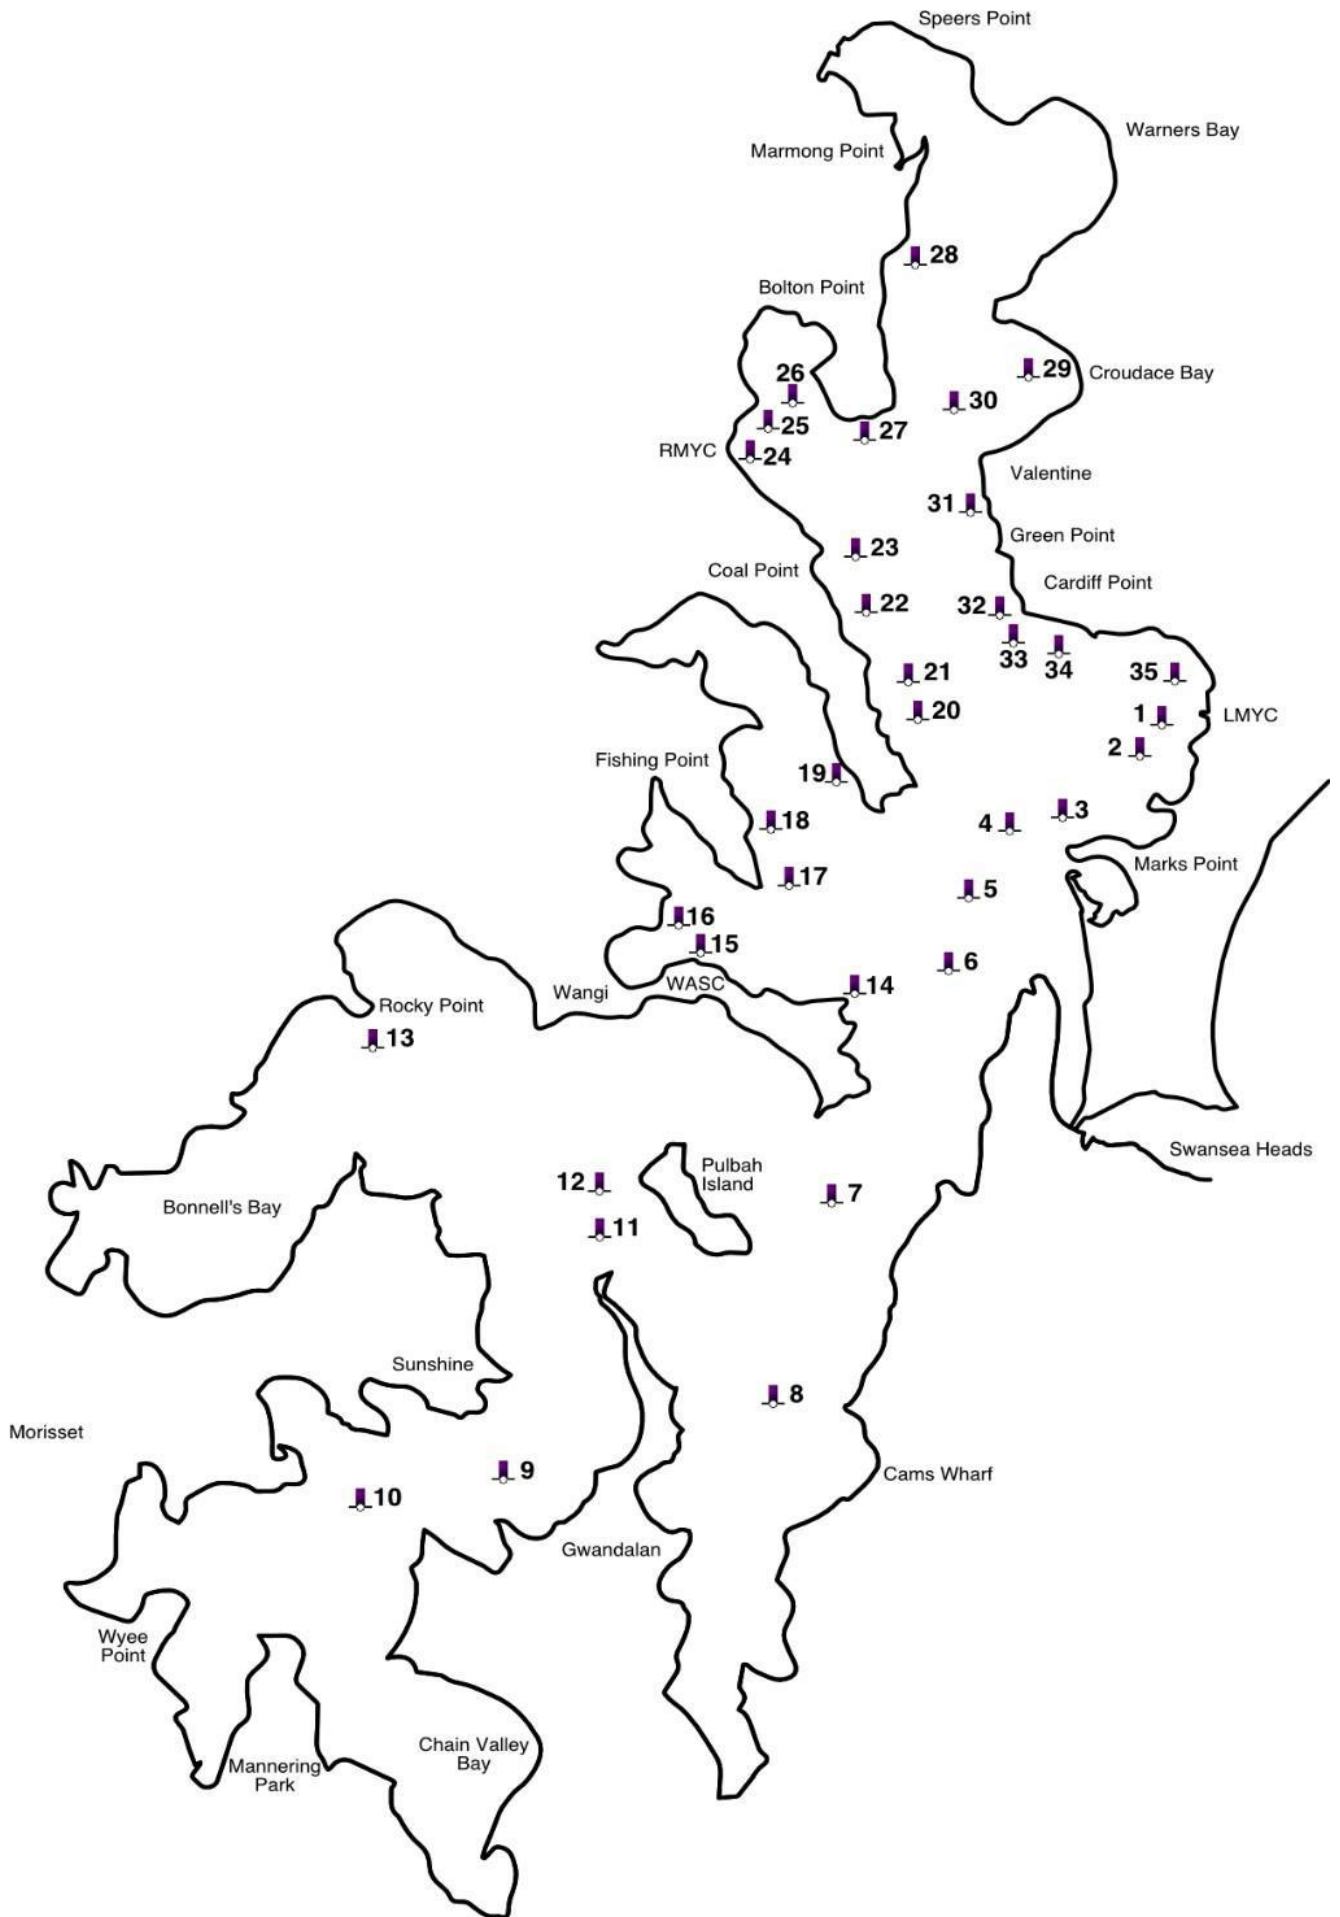 Speers Point
Warners Bay
Marmong Point
28
Bolton Point
29
Croudace Bay
26
30
25
27
RMYC
24
Valentine
31
Green Point
23
Coal Point
Cardiff Point
22
32
33
34
21
35
20
1
LMYC
2
Fishing Point
19
18
4
3
Marks Point
17
5
16
15
6
WASC
14
Wangi
Rocky Point
13
Swansea Heads
Pulbah
Island
12
7
Bonnell's Bay
11
Sunshine
8
Morisset
9
Cams Wharf
10
Gwandalan
Wyee
Point
Chain Valley
Bay
Mannering
Park